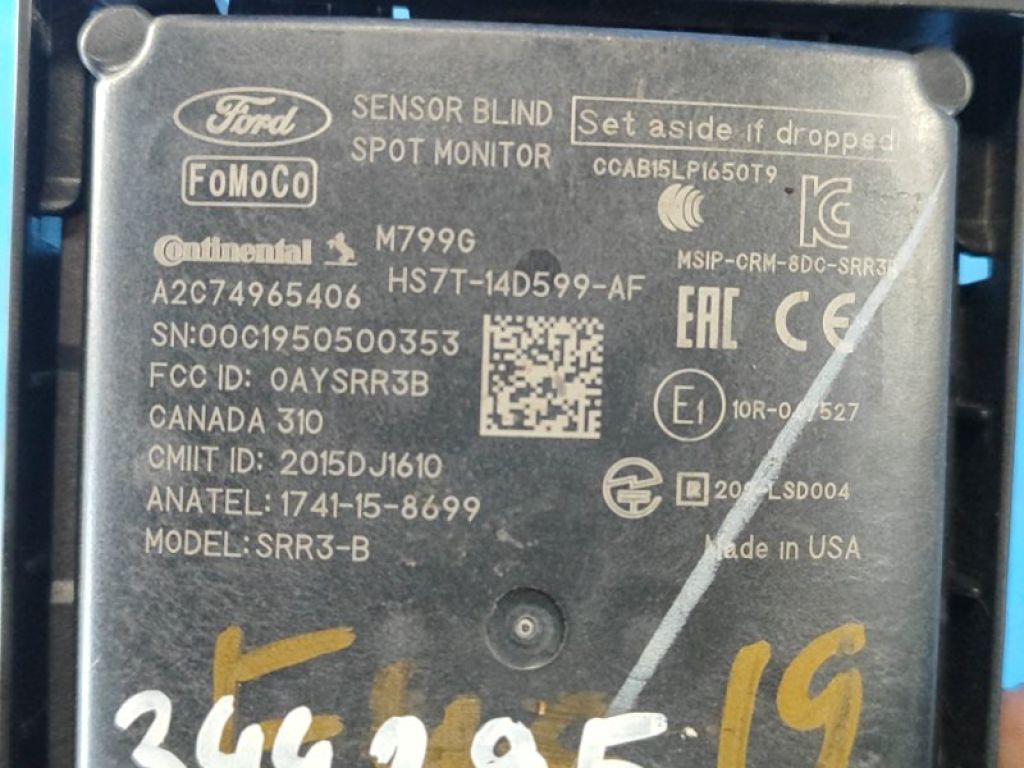 Ford
SENSOR BLIND
SPOT MONITOR
Set aside if dropped!
FoMoCo
CCAB15LP1650T9
Continental
M799G
HS7T-14D599-AF
MSIP-CRM-8DC-SRR3B
A2C74965406
SN:00C1950500353
EAC CE
FCC ID: OAYSRR3B
E1
CANADA 310
CMIIT ID: 2015DJ1610
R
ANATEL: 1741-15-8699
MODEL: SRR3-B
Made in USA
19
344295